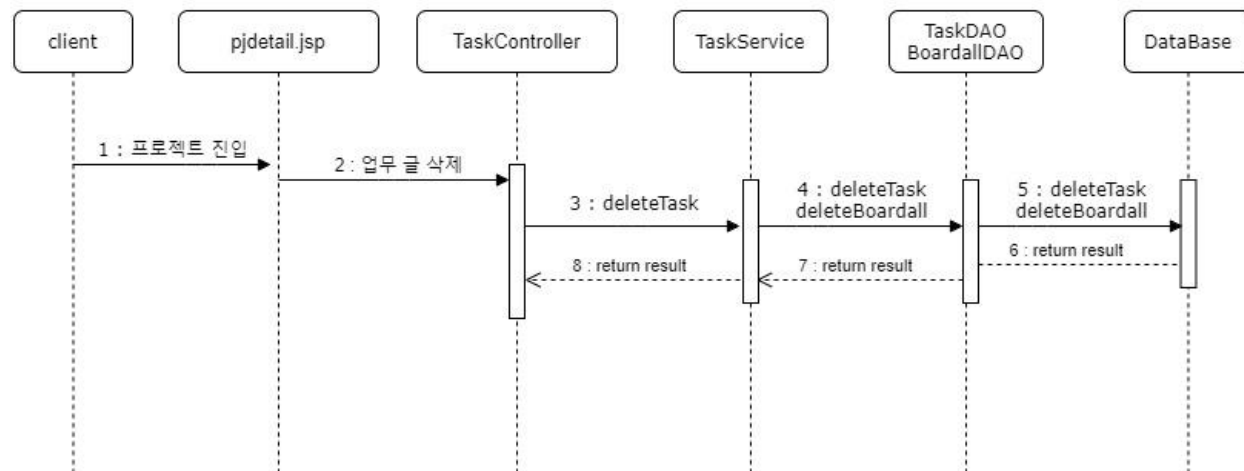 client
pjdetail.jsp
TaskController
TaskService
TaskDAO
BoardallDAO
DataBase
1 : 프로젝트 진입
2 : 업무 글 삭제
3 : deleteTask
4 : deleteTask
deleteBoardall
5 : deleteTask
deleteBoardall
6 : return result
7 : return result
8 : return result